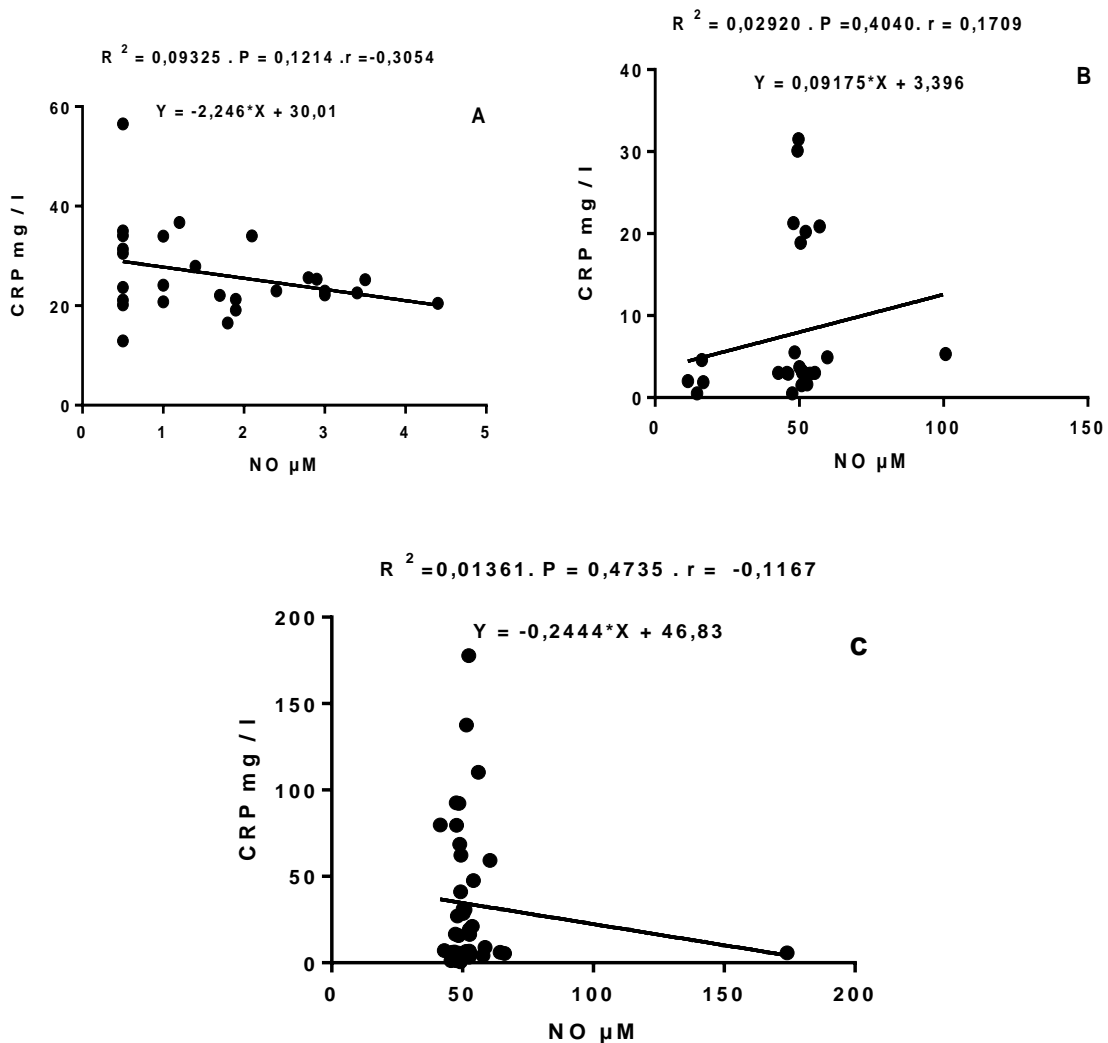 R 2 = 0,09325 . P = 0,1214 .r =-0,3054
Y = -2,246*X + 30,01
A
60
40
20
0
CRP mg / l
0 1 2 3 4 5
NO µM
R 2 = 0,02920 . P =0,4040. r = 0,1709
Y = 0,09175*X + 3,396
B
40
30
20
10
0
CRP mg / l
0 50 100 150
NO µM
R 2 =0,01361. P = 0,4735 . r = -0,1167
Y = -0,2444*X + 46,83
C
200
150
100
50
0
CRP mg / l
0 50 100 150 200
NO µM